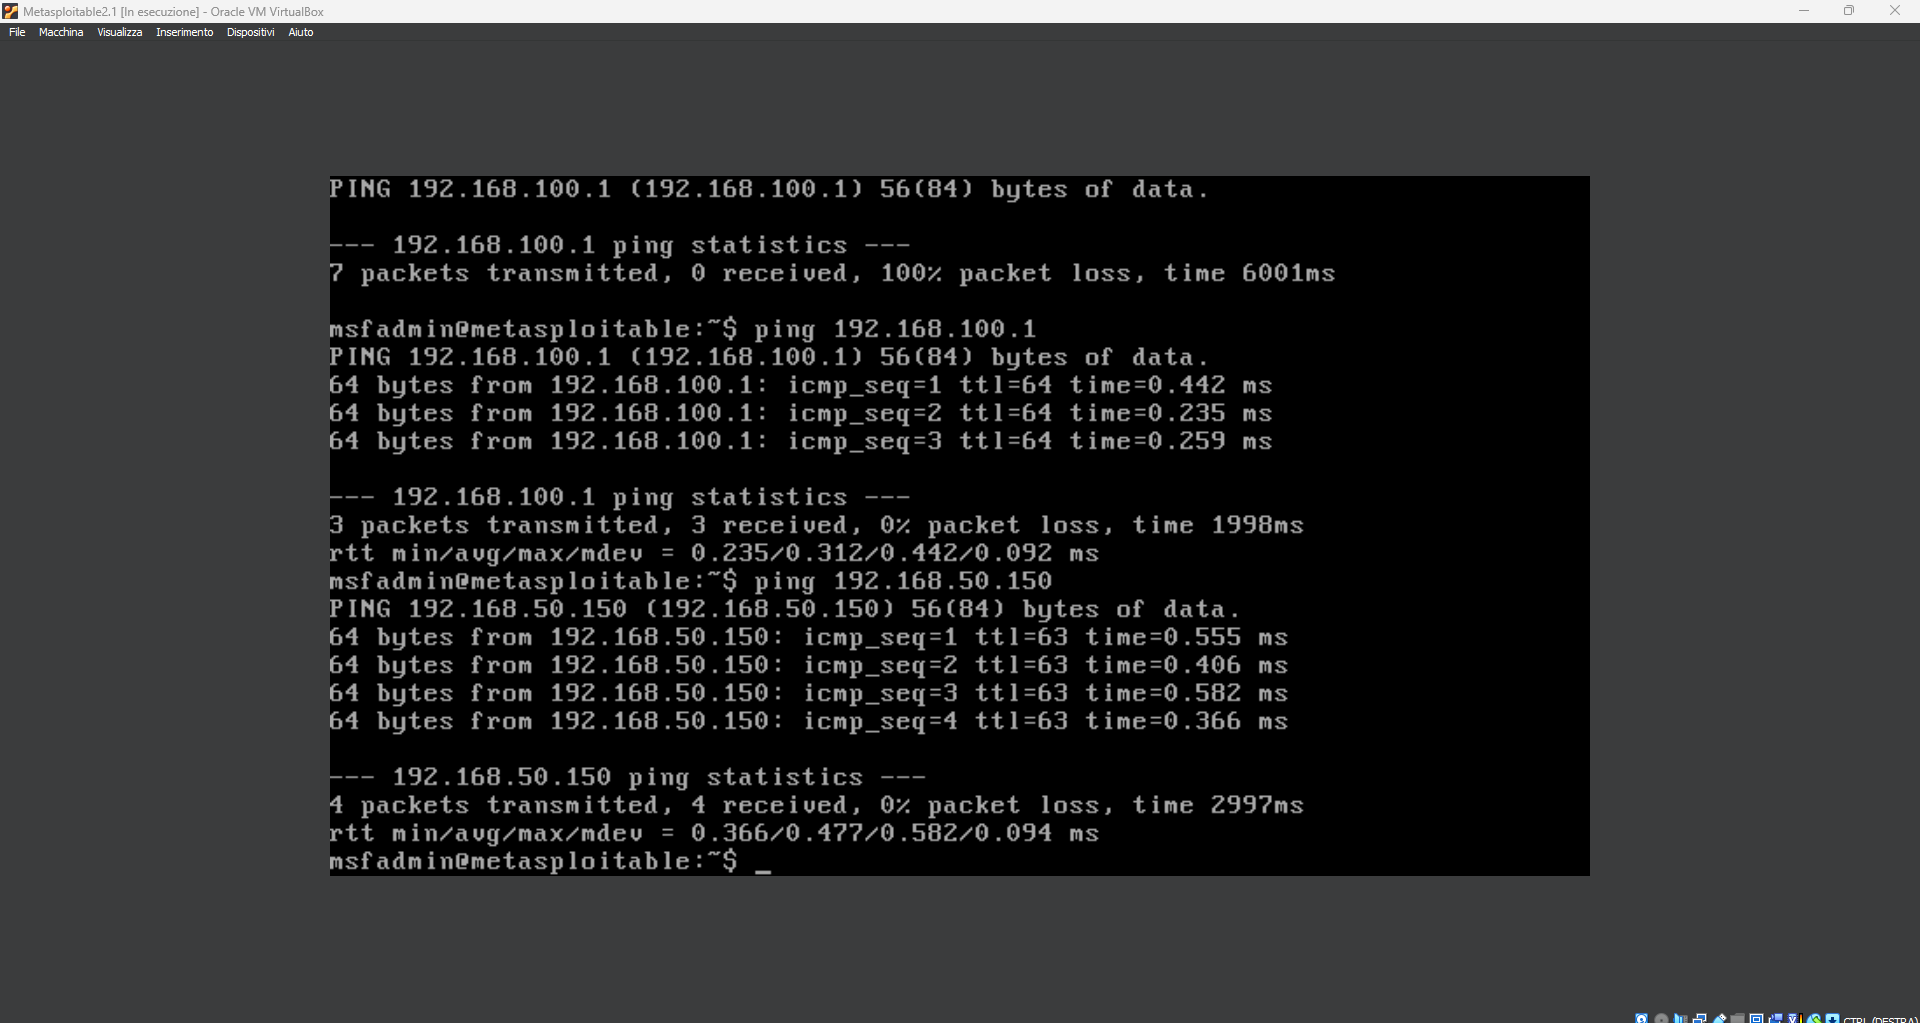 Metasploitable2.1 [In esecuzione] - Oracle VM VirtualBox
File Macchina Visualizza Inserimento Dispositivi Aiuto
PING 192.168.100.1 (192.168.100.1) 56(84) bytes of data.
--- 192.168.100.1 ping statistics ---
7 packets transmitted, 0 received, 100% packet loss, time 6001ms
msfadmin@metasploitable:~$ ping 192.168.100.1
PING 192.168.100.1 (192.168.100.1) 56(84) bytes of data.
64 bytes from 192.168.100.1: icmp_seq=1 ttl=64 time=0.442 ms
64 bytes from 192.168.100.1: icmp_seq=2 ttl=64 time=0.235 ms
64 bytes from 192.168.100.1: icmp_seq=3 ttl=64 time=0.259 ms
--- 192.168.100.1 ping statistics ---
3 packets transmitted, 3 received, 0% packet loss, time 1998ms
rtt min/avg/max/mdev = 0.235/0.312/0.442/0.092 ms
msfadmin@metasploitable:~$ ping 192.168.50.150
PING 192.168.50.150 (192.168.50.150) 56(84) bytes of data.
64 bytes from 192.168.50.150: icmp_seq=1 ttl=63 time=0.555 ms
64 bytes from 192.168.50.150: icmp_seq=2 ttl=63 time=0.406 ms
64 bytes from 192.168.50.150: icmp_seq=3 ttl=63 time=0.582 ms
64 bytes from 192.168.50.150: icmp_seq=4 ttl=63 time=0.366 ms
--- 192.168.50.150 ping statistics ---
4 packets transmitted, 4 received, 0% packet loss, time 2997ms
rtt min/avg/max/mdev = 0.366/0.477/0.582/0.094 ms
msfadmin@metasploitable:~$ _
CTRL (DESTRA)